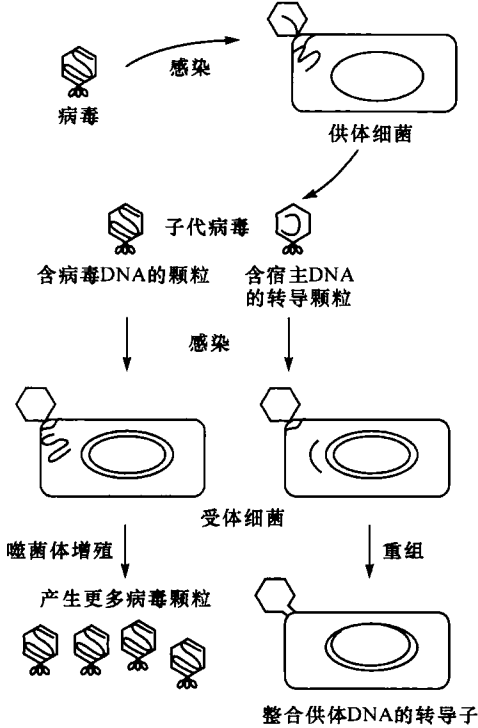 感染
病毒
供体细菌
子代病毒
含病毒DNA的颗粒
含宿主DNA
的转导颗粒
感染
受体细菌
噬菌体增殖
重组
产生更多病毒颗粒
整合供体DNA的转导子